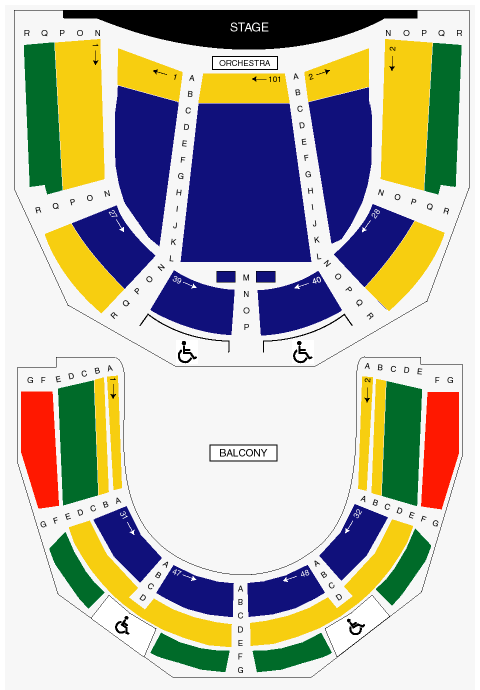 STAGE
R Q P O N
N O P Q R
ORCHESTRA
1
2
1
101
2
A
B
C
D
E
F
G
H
I
J
K
L
A
B
C
D
E
F
G
H
I
J
K
L
R Q P O N
N O P Q R
27
28
R Q P O N
M
N
O
P
N O P Q R
39
40
G F E D C B A
A B C D E F G
1
2
BALCONY
G F E D C B A
A B C D E F G
31
32
A
B
C
D
A
B
C
D
47
48
A
B
C
D
E
F
G